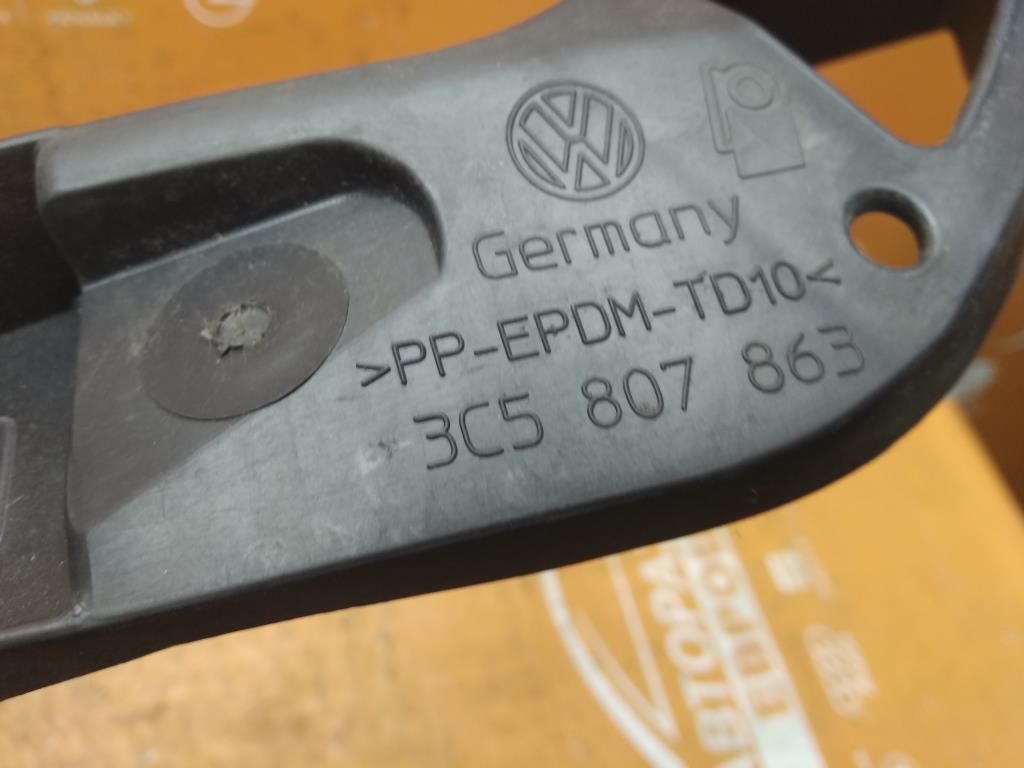 Germany
>PP-EPDM-TD10<
3C5 807 863